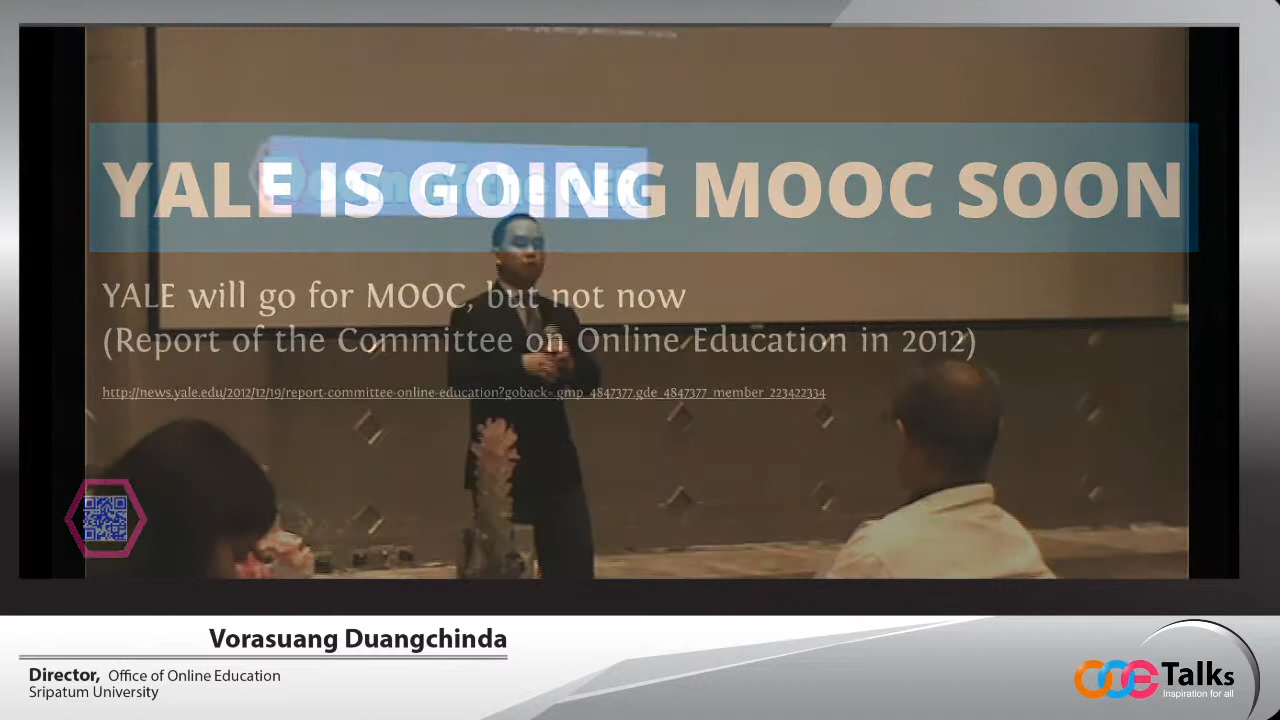 YALE IS GOING MOOC SOON
YALE will go for MOOC, but not now
(Report of the Committee on Online Education in 2012)
http://news.yale.edu/2012/12/19/report-committee-online-education?goback=.gmp_4847377.gde_4847377_member_223422334
Vorasuang Duangchinda
Director, Office of Online Education
Sripatum University
Talks
Inspiration for all